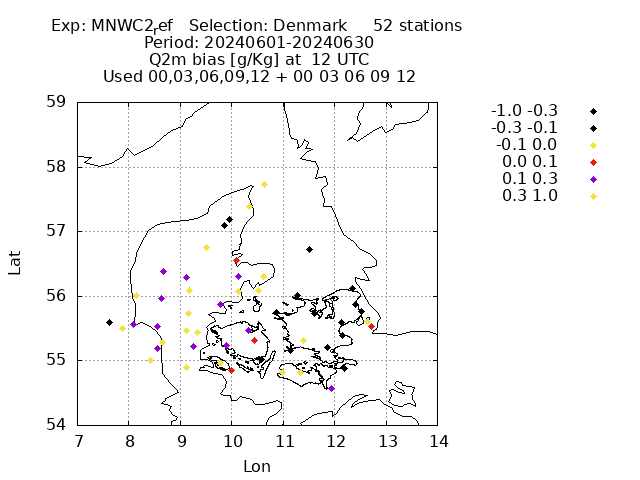 Exp: MNWC2ref Selection: Denmark 52 stations
Period: 20240601-20240630
Q2m bias [g/Kg] at 12 UTC
Used 00,03,06,09,12 + 00 03 06 09 12
-1.0 -0.3
-0.3 -0.1
-0.1 0.0
0.0 0.1
0.1 0.3
0.3 1.0
59
58
57
56
55
54
Lat
7 8 9 10 11 12 13 14
Lon